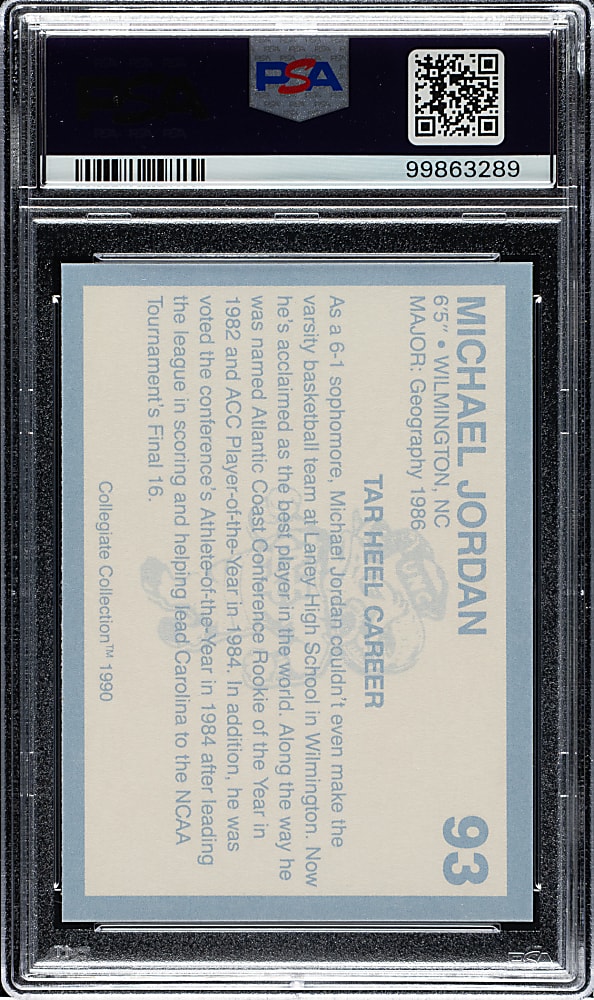 PSA
99863289
MICHAEL JORDAN
93
6'5" • WILMINGTON, NC
MAJOR: Geography 1986
TAR HEEL CAREER
As a 6-1 sophomore, Michael Jordan couldn't even make the
varsity basketball team at Laney High School in Wilmington. Now
he's acclaimed as the best player in the world. Along the way he
was named Atlantic Coast Conference Rookie of the Year in
1982 and ACC Player-of-the-Year in 1984. In addition, he was
voted the conference's Athlete-of-the-Year in 1984 after leading
the league in scoring and helping lead Carolina to the NCAA
Tournament's Final 16.
UNC
Collegiate Collection™ 1990
PSA